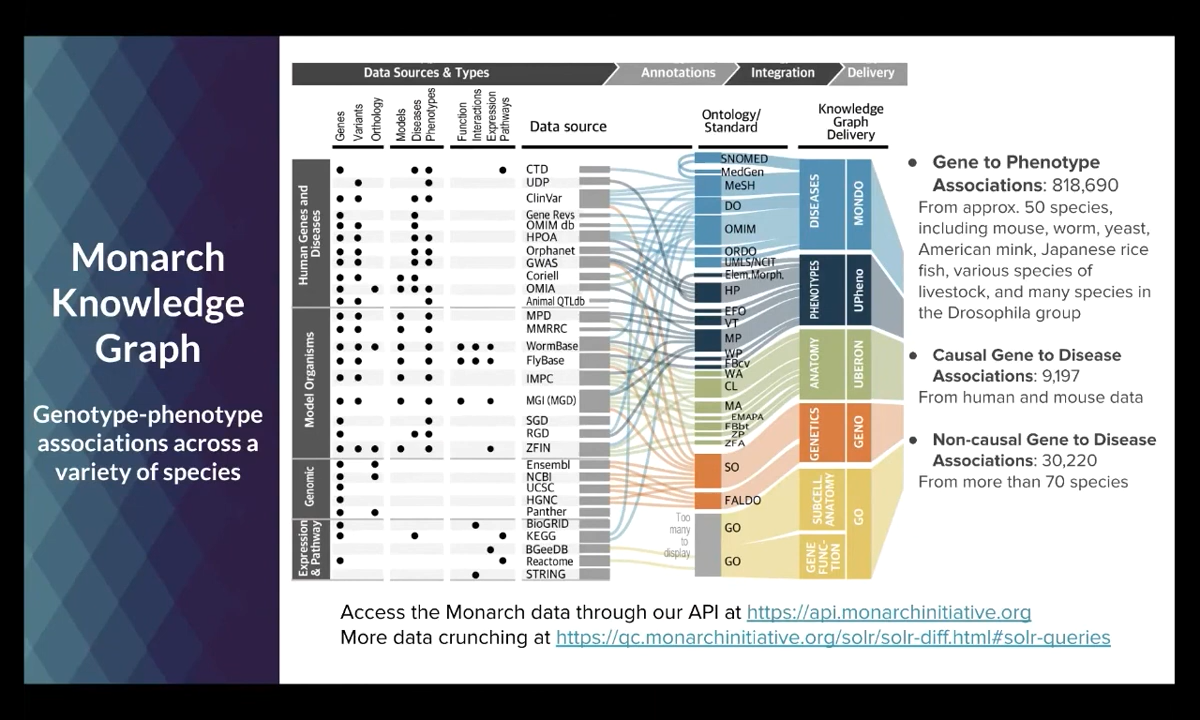 Monarch
Knowledge
Graph
Genotype-phenotype
associations across a
variety of species
Data Sources & Types
Annotations
Integration
Delivery
Genes
Variants
Orthology
Models
Diseases
Phenotypes
Function
Interactions
Expression
Pathways
Data source
Ontology/
Standard
Knowledge
Graph
Delivery
Human Genes and
Diseases
CTD
UDP
ClinVar
Gene Revs
OMIM db
HPOA
Orphanet
GWAS
Coriell
OMIA
Animal QTLdb
Model Organisms
MPD
MMRRC
WormBase
FlyBase
IMPC
MGI (MGD)
SGD
RGD
ZFIN
Genomic
Ensembl
NCBI
UCSC
HGNC
Panther
Expression
& Pathway
BioGRID
KEGG
BGeeDB
Reactome
STRING
SNOMED
MedGen
MeSH
DO
OMIM
ORDO
UMLS/NCIT
Elem.Morph.
HP
EFO
VT
MP
WP
FBcv
WA
CL
MA
EMAPA
FBbt
ZP
ZFA
SO
FALDO
Too
many
to
display
GO
GO
DISEASES
MONDO
PHENOTYPES
UPheno
ANATOMY
UBERON
GENETICS
GENO
SUBCELL.
ANATOMY
GENE
FUNC-
TION
GO
• Gene to Phenotype
Associations: 818,690
From approx. 50 species,
including mouse, worm, yeast,
American mink, Japanese rice
fish, various species of
livestock, and many species in
the Drosophila group
• Causal Gene to Disease
Associations: 9,197
From human and mouse data
• Non-causal Gene to Disease
Associations: 30,220
From more than 70 species
Access the Monarch data through our API at https://api.monarchinitiative.org
More data crunching at https://qc.monarchinitiative.org/solr/solr-diff.html#solr-queries